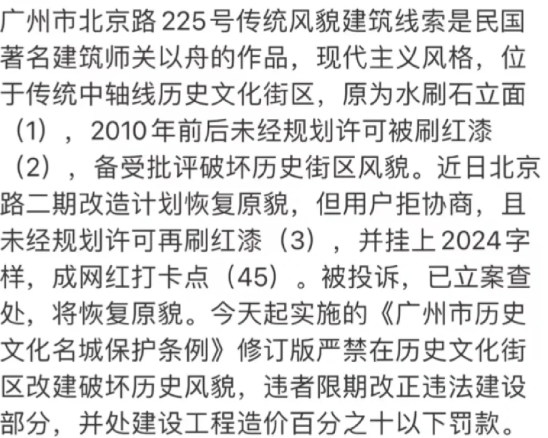 广州市北京路225号传统风貌建筑线索是民国
著名建筑师关以舟的作品，现代主义风格，位
于传统中轴线历史文化街区，原为水刷石立面
（1），2010年前后未经规划许可被刷红漆
（2），备受批评破坏历史街区风貌。近日北京
路二期改造计划恢复原貌，但用户拒协商，且
未经规划许可再刷红漆（3），并挂上2024字
样，成网红打卡点（45）。被投诉，已立案查
处，将恢复原貌。今天起实施的《广州市历史
文化名城保护条例》修订版严禁在历史文化街
区改建破坏历史风貌，违者限期改正违法建设
部分，并处建设工程造价百分之十以下罚款。